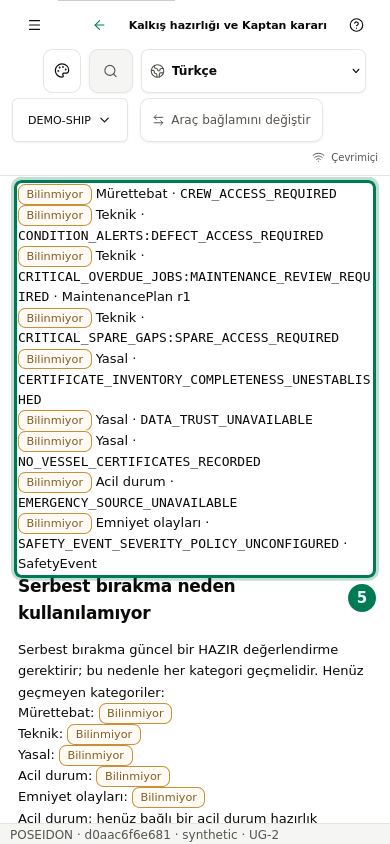 Kalkış hazırlığı ve Kaptan kararı
Türkçe
DEMO-SHIP
Araç bağlamını değiştir
Çevrimiçi
Bilinmiyor Mürettebat · CREW_ACCESS_REQUIRED
Bilinmiyor Teknik ·
CONDITION_ALERTS:DEFECT_ACCESS_REQUIRED
Bilinmiyor Teknik ·
CRITICAL_OVERDUE_JOBS:MAINTENANCE_REVIEW_REQU
IRED · MaintenancePlan r1
Bilinmiyor Teknik ·
CRITICAL_SPARE_GAPS:SPARE_ACCESS_REQUIRED
Bilinmiyor Yasal ·
CERTIFICATE_INVENTORY_COMPLETENESS_UNESTABLIS
HED
Bilinmiyor Yasal · DATA_TRUST_UNAVAILABLE
Bilinmiyor Yasal ·
NO_VESSEL_CERTIFICATES_RECORDED
Bilinmiyor Acil durum ·
EMERGENCY_SOURCE_UNAVAILABLE
Bilinmiyor Emniyet olayları ·
SAFETY_EVENT_SEVERITY_POLICY_UNCONFIGURED ·
SafetyEvent
Serbest bırakma neden
kullanılamıyor
5
Serbest bırakma güncel bir HAZIR değerlendirme
gerektirir; bu nedenle her kategori geçmelidir. Henüz
geçmeyen kategoriler:
Mürettebat: Bilinmiyor
Teknik: Bilinmiyor
Yasal: Bilinmiyor
Acil durum: Bilinmiyor
Emniyet olayları: Bilinmiyor
Acil durum: henüz bağlı bir acil durum hazırlık
POSEIDON · d0aac6f6e681 · synthetic · UG-2